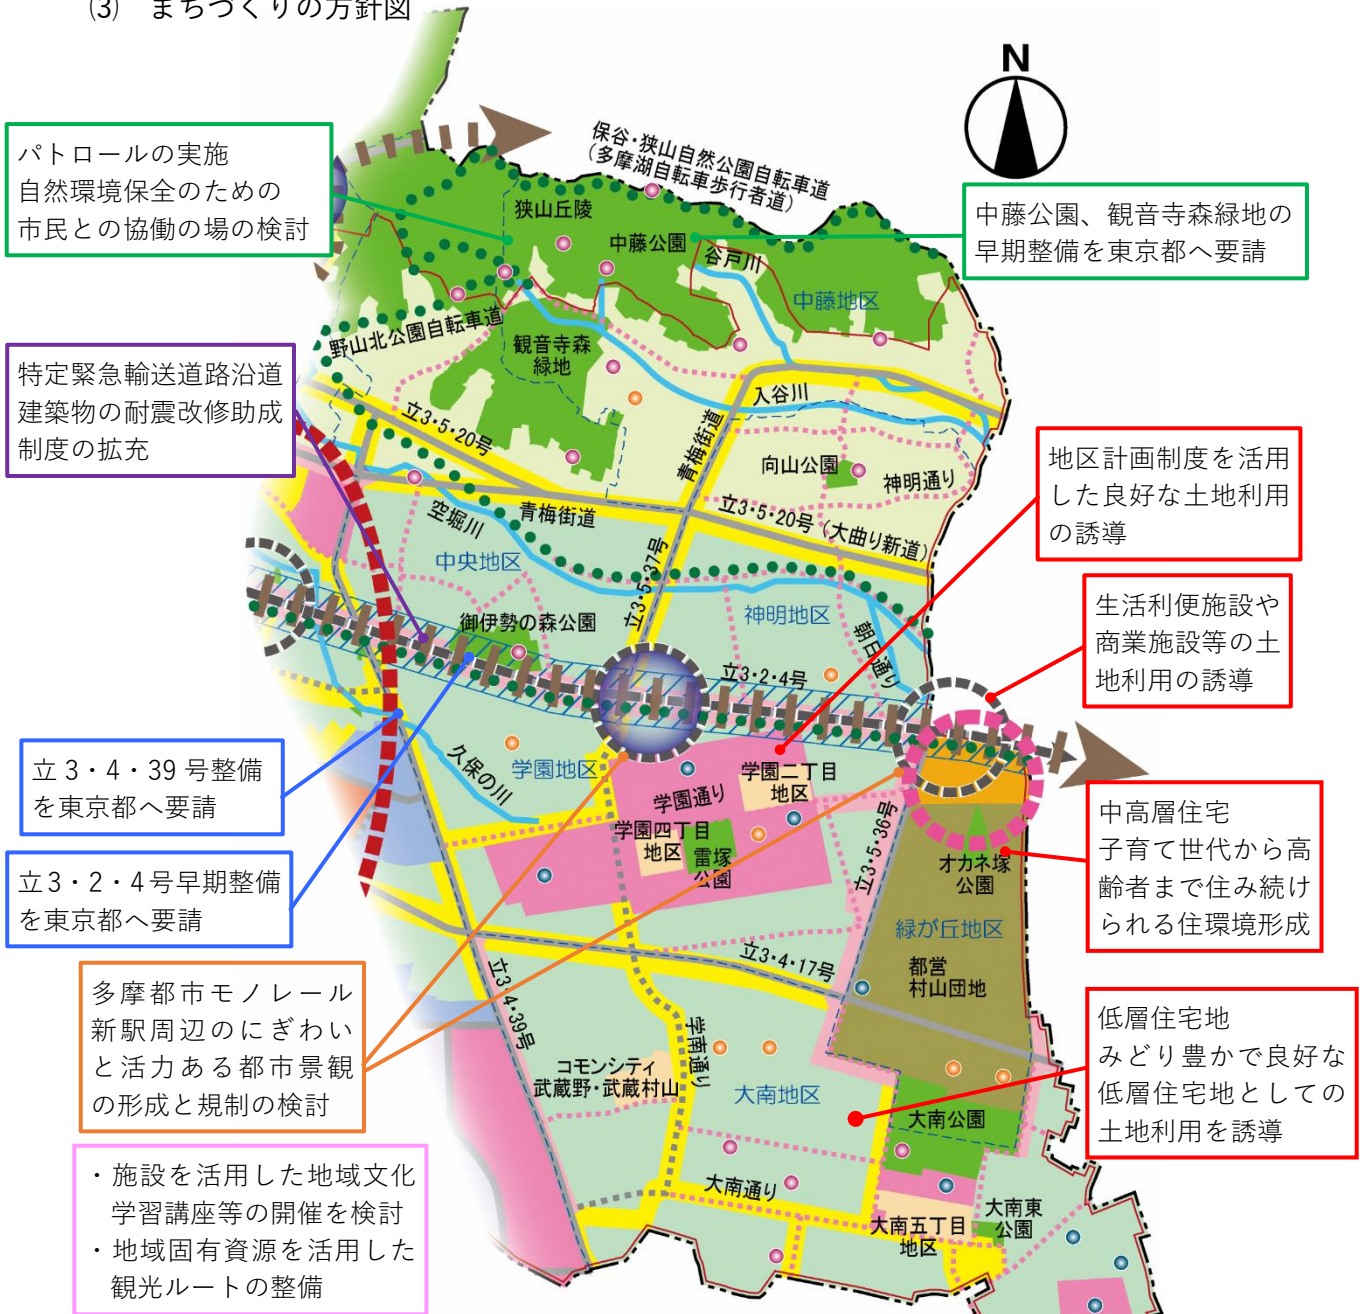 (3) まちづくりの方針図
N
パトロールの実施
自然環境保全のための
市民との協働の場の検討
保谷・狭山自然公園自転車道
(多摩湖自転車歩行者道)
中藤公園、観音寺森緑地の
早期整備を東京都へ要請
狭山丘陵
中藤公園
谷戸川
中藤地区
野山北公園自転車道
観音寺森
緑地
特定緊急輸送道路沿道
建築物の耐震改修助成
制度の拡充
立3・5・20号
青梅街道
入谷川
向山公園
神明通り
地区計画制度を活用
した良好な土地利用
の誘導
空堀川
青梅街道
立3・5・20号(大曲り新道)
中央地区
立3・5・37号
神明地区
朝日通り
生活利便施設や
商業施設等の土
地利用の誘導
御伊勢の森公園
立3・2・4号
立3・4・39号整備
を東京都へ要請
久保の川
学園地区
学園通り
学園二丁目
地区
立3・5・36号
学園四丁目
地区
雷塚
公園
オカネ塚
公園
中高層住宅
子育て世代から高
齢者まで住み続け
られる住環境形成
立3・2・4号早期整備
を東京都へ要請
緑が丘地区
都営
村山団地
立3・4・17号
立3・4・39号
多摩都市モノレール
新駅周辺のにぎわい
と活力ある都市景観
の形成と規制の検討
学南通り
コモンシティ
武蔵野・武蔵村山
大南地区
大南公園
低層住宅地
みどり豊かで良好な
低層住宅地としての
土地利用を誘導
・施設を活用した地域文化
学習講座等の開催を検討
・地域固有資源を活用した
観光ルートの整備
大南通り
大南五丁目
地区
大南東
公園